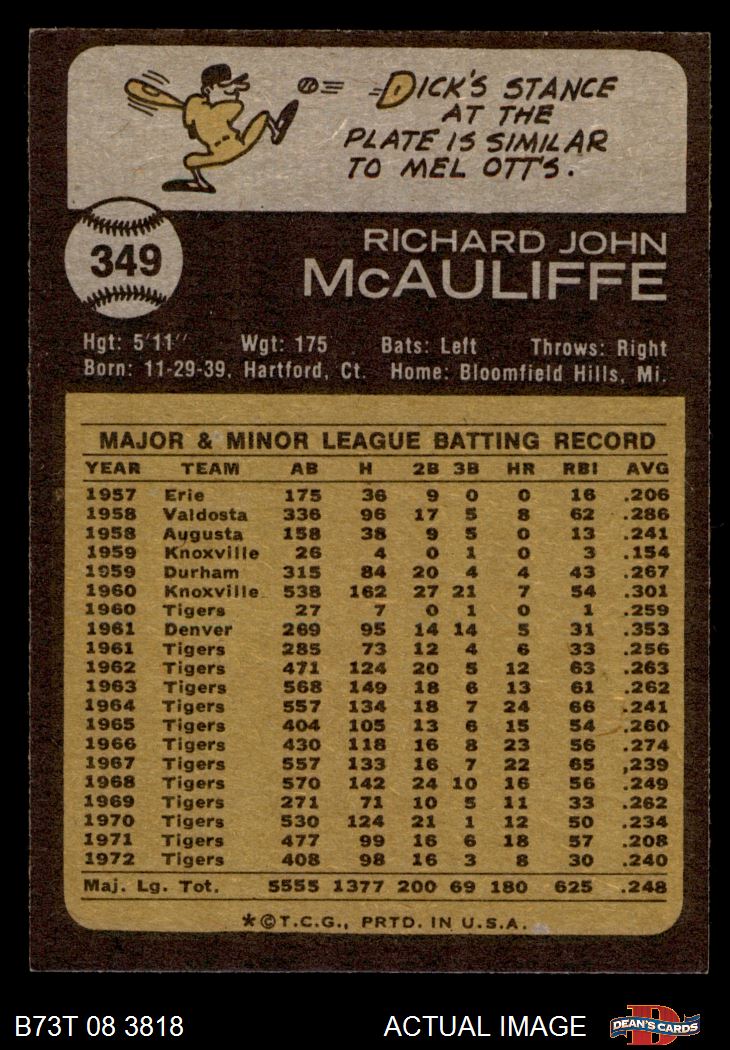 DICK'S STANCE
AT THE
PLATE IS SIMILAR
TO MEL OTT'S.
349
RICHARD JOHN
McAULIFFE
Hgt: 5'11" Wgt: 175 Bats: Left Throws: Right
Born: 11-29-39, Hartford, Ct. Home: Bloomfield Hills, Mi.
MAJOR & MINOR LEAGUE BATTING RECORD
YEAR TEAM AB H 2B 3B HR RBI AVG
1957 Erie 175 36 9 0 0 16 .206
1958 Valdosta 336 96 17 5 8 62 .286
1958 Augusta 158 38 9 5 0 13 .241
1959 Knoxville 26 4 0 1 0 3 .154
1959 Durham 315 84 20 4 4 43 .267
1960 Knoxville 538 162 27 21 7 54 .301
1960 Tigers 27 7 0 1 0 1 .259
1961 Denver 269 95 14 14 5 31 .353
1961 Tigers 285 73 12 4 6 33 .256
1962 Tigers 471 124 20 5 12 63 .263
1963 Tigers 568 149 18 6 13 61 .262
1964 Tigers 557 134 18 7 24 66 .241
1965 Tigers 404 105 13 6 15 54 .260
1966 Tigers 430 118 16 8 23 56 .274
1967 Tigers 557 133 16 7 22 65 ,239
1968 Tigers 570 142 24 10 16 56 .249
1969 Tigers 271 71 10 5 11 33 .262
1970 Tigers 530 124 21 1 12 50 .234
1971 Tigers 477 99 16 6 18 57 .208
1972 Tigers 408 98 16 3 8 30 .240
Maj. Lg. Tot. 5555 1377 200 69 180 625 .248
*©T.C.G., PRTD. IN U.S.A.
B73T 08 3818 ACTUAL IMAGE D DEAN'S CARDS